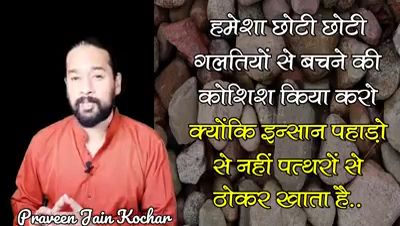 हमेशा छोटी छोटी
गलतियों से बचने की
कोशिश किया करो
क्योंकि इन्सान पहाड़ो
से नहीं पत्थरों से
ठोकर खाता है..
Praveen Jain Kochar